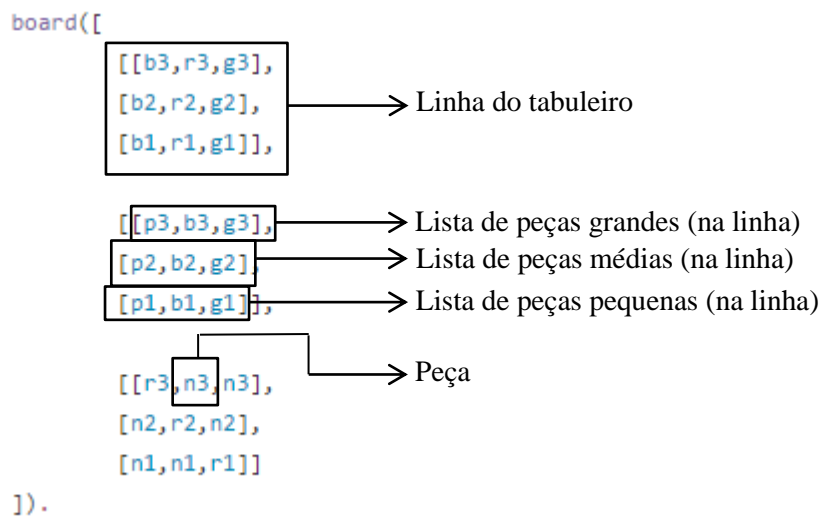 board([
[[b3,r3,g3],
[b2,r2,g2],
[b1,r1,g1]],
Linha do tabuleiro
[[p3,b3,g3],
Lista de peças grandes (na linha)
[p2,b2,g2],
Lista de peças médias (na linha)
[p1,b1,g1]],
Lista de peças pequenas (na linha)
Peça
[[r3,n3,n3],
[n2,r2,n2],
[n1,n1,r1]]
]).